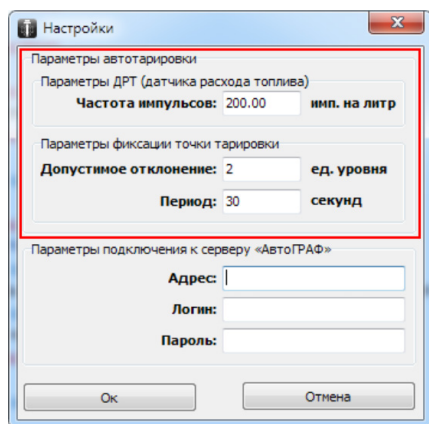 Настройки
Параметры автотарировки
Параметры ДРТ (датчика расхода топлива)
Частота импульсов: 200.00 имп. на литр
Параметры фиксации точки тарировки
Допустимое отклонение: 2 ед. уровня
Период: 30 секунд
Параметры подключения к серверу «АвтоГРАФ»
Адрес:
Логин:
Пароль:
Ок Отмена